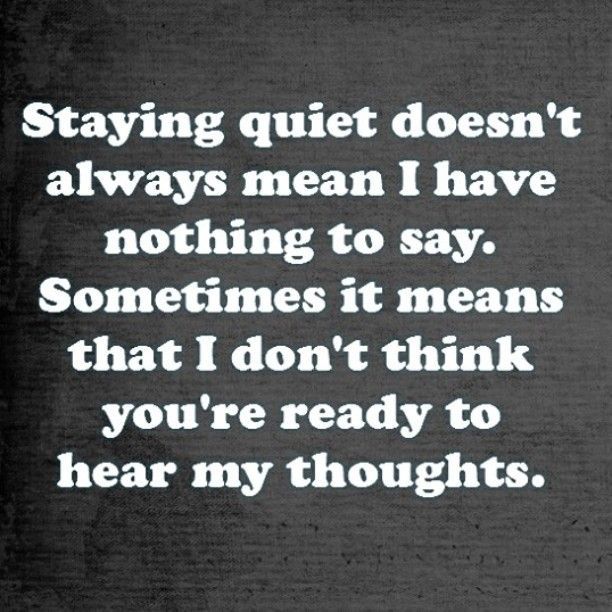 Staying quiet doesn't
always mean I have
nothing to say.
Sometimes it means
that I don't think
you're ready to
hear my thoughts.